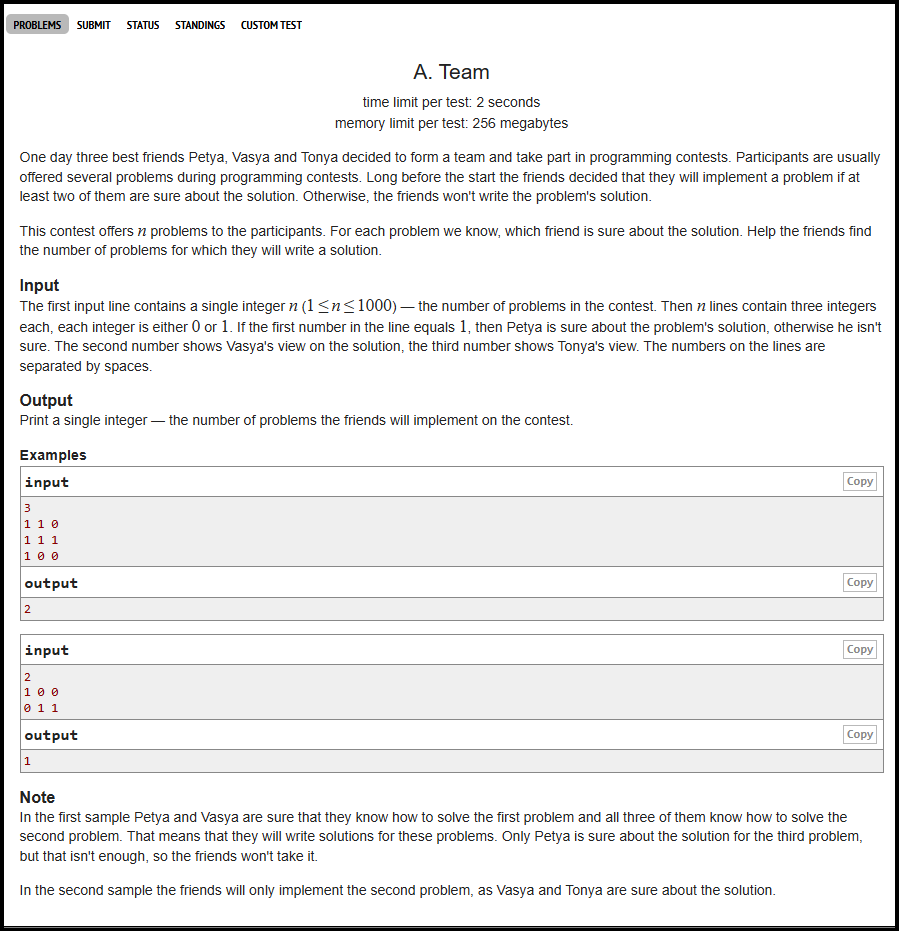 PROBLEMS SUBMIT STATUS STANDINGS CUSTOM TEST
A. Team
time limit per test: 2 seconds
memory limit per test: 256 megabytes
One day three best friends Petya, Vasya and Tonya decided to form a team and take part in programming contests. Participants are usually
offered several problems during programming contests. Long before the start the friends decided that they will implement a problem if at
least two of them are sure about the solution. Otherwise, the friends won't write the problem's solution.
This contest offers n problems to the participants. For each problem we know, which friend is sure about the solution. Help the friends find
the number of problems for which they will write a solution.
Input
The first input line contains a single integer n (1 ≤ n ≤ 1000) — the number of problems in the contest. Then n lines contain three integers
each, each integer is either 0 or 1. If the first number in the line equals 1, then Petya is sure about the problem's solution, otherwise he isn't
sure. The second number shows Vasya's view on the solution, the third number shows Tonya's view. The numbers on the lines are
separated by spaces.
Output
Print a single integer — the number of problems the friends will implement on the contest.
Examples
input Copy
3
1 1 0
1 1 1
1 0 0
output Copy
2
input Copy
2
1 0 0
0 1 1
output Copy
1
Note
In the first sample Petya and Vasya are sure that they know how to solve the first problem and all three of them know how to solve the
second problem. That means that they will write solutions for these problems. Only Petya is sure about the solution for the third problem,
but that isn't enough, so the friends won't take it.
In the second sample the friends will only implement the second problem, as Vasya and Tonya are sure about the solution.